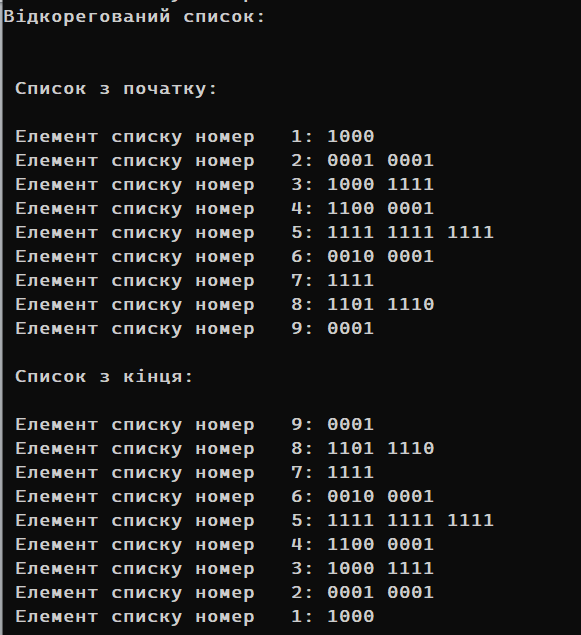 Відкорегований список:
Список з початку:
Елемент списку номер 1: 1000
Елемент списку номер 2: 0001 0001
Елемент списку номер 3: 1000 1111
Елемент списку номер 4: 1100 0001
Елемент списку номер 5: 1111 1111 1111
Елемент списку номер 6: 0010 0001
Елемент списку номер 7: 1111
Елемент списку номер 8: 1101 1110
Елемент списку номер 9: 0001
Список з кінця:
Елемент списку номер 9: 0001
Елемент списку номер 8: 1101 1110
Елемент списку номер 7: 1111
Елемент списку номер 6: 0010 0001
Елемент списку номер 5: 1111 1111 1111
Елемент списку номер 4: 1100 0001
Елемент списку номер 3: 1000 1111
Елемент списку номер 2: 0001 0001
Елемент списку номер 1: 1000